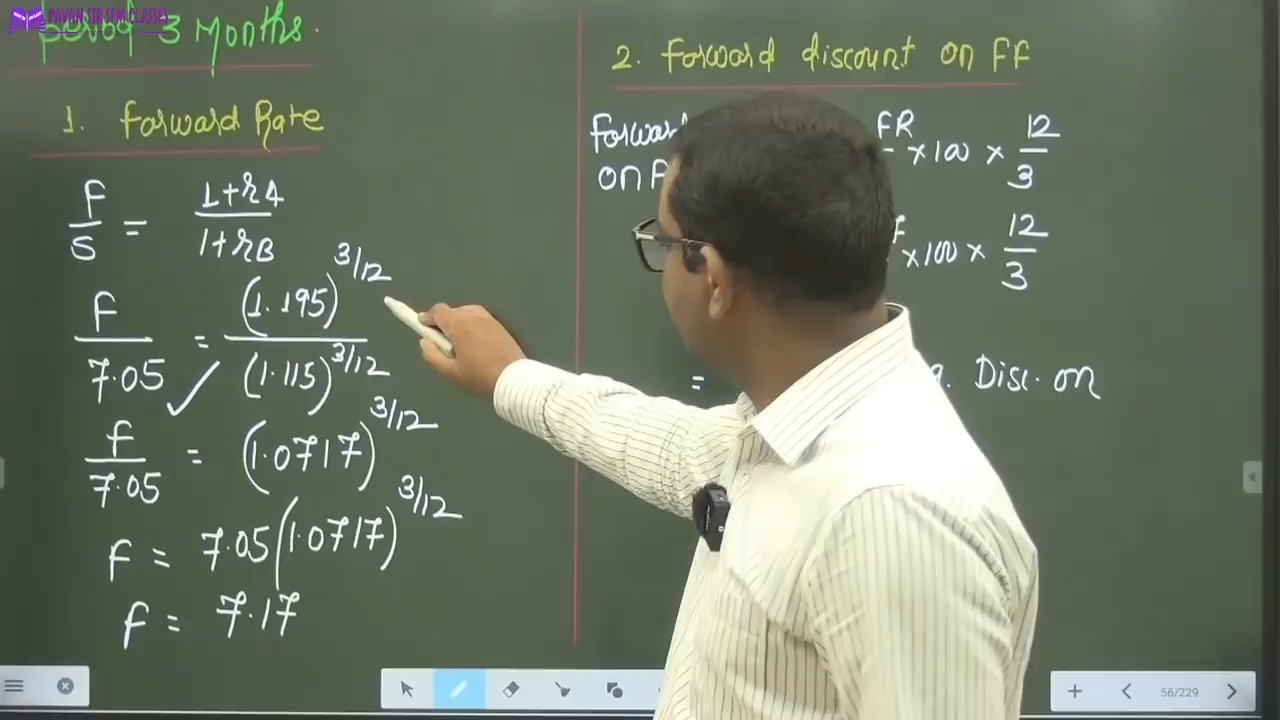 PAVAN SIR SFM CLASSES
period 3 Months.
1. Forward Rate
F/S = 1+rA / 1+rB
F/7.05 = (1.195)^3/12 / (1.115)^3/12
F/7.05 = (1.0717)^3/12
F = 7.05(1.0717)^3/12
F = 7.17
2. Forward discount on FF
FR × 100 × 12/3
on
× 100 × 12/3
= Disc. on
56/229